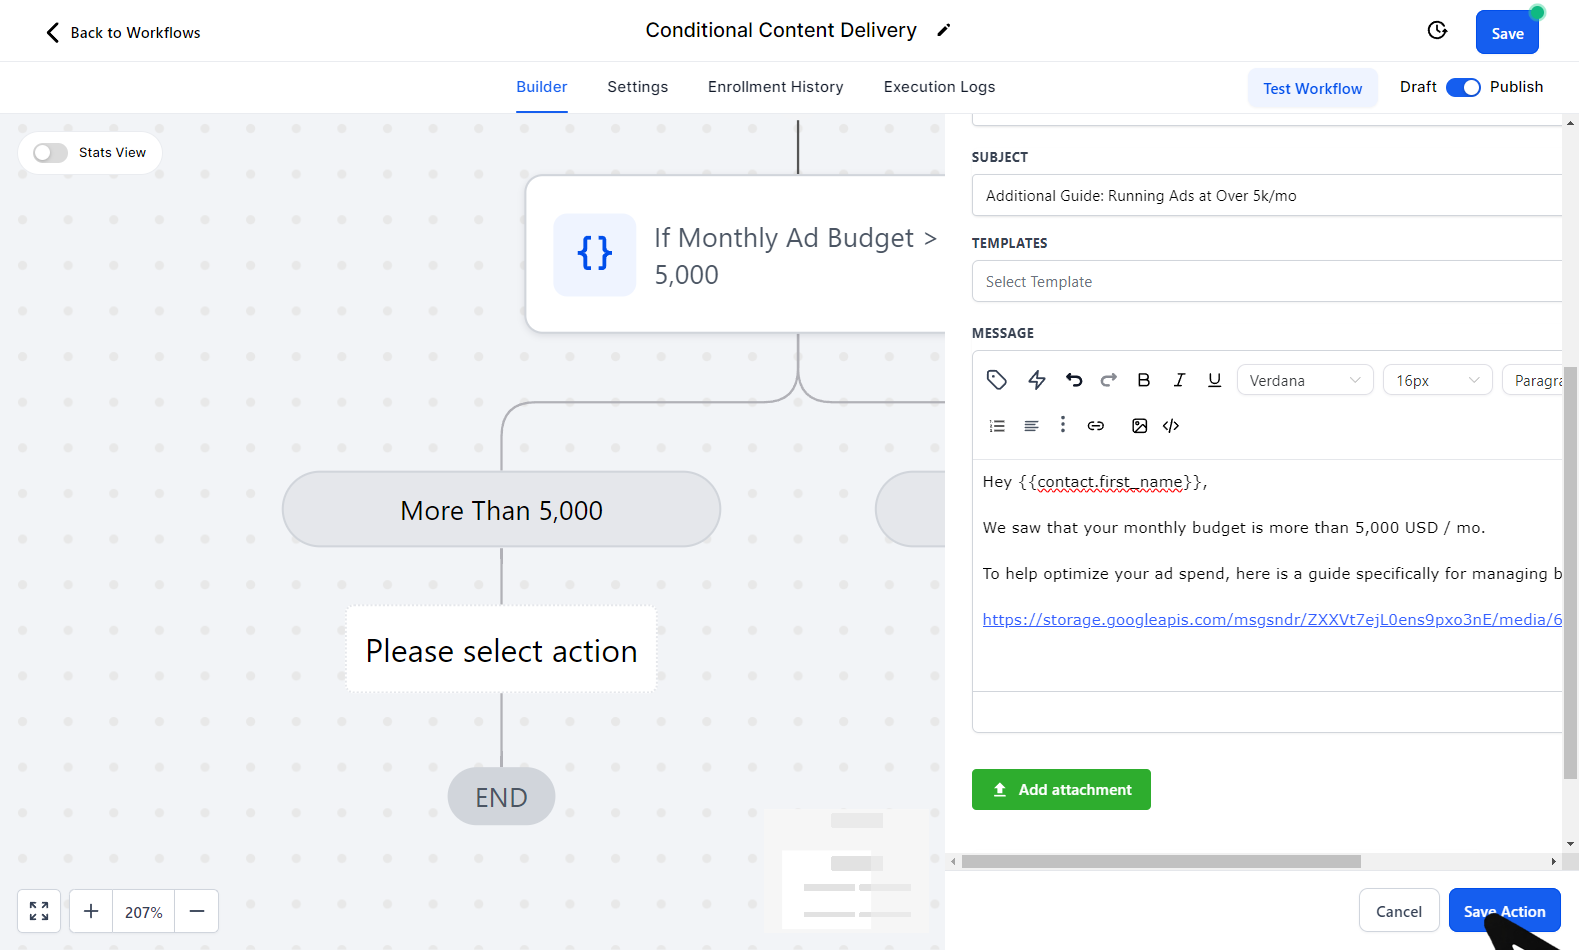 Back to Workflows
Conditional Content Delivery
Save
Builder
Settings
Enrollment History
Execution Logs
Test Workflow
Draft
Publish
Stats View
If Monthly Ad Budget >
5,000
More Than 5,000
Please select action
END
207%
SUBJECT
Additional Guide: Running Ads at Over 5k/mo
TEMPLATES
Select Template
MESSAGE
Verdana
16px
Paragra
Hey {{contact.first_name}},
We saw that your monthly budget is more than 5,000 USD / mo.
To help optimize your ad spend, here is a guide specifically for managing b
https://storage.googleapis.com/msgsndr/ZXXVt7ejL0ens9pxo3nE/media/6
Add attachment
Cancel
Save Action